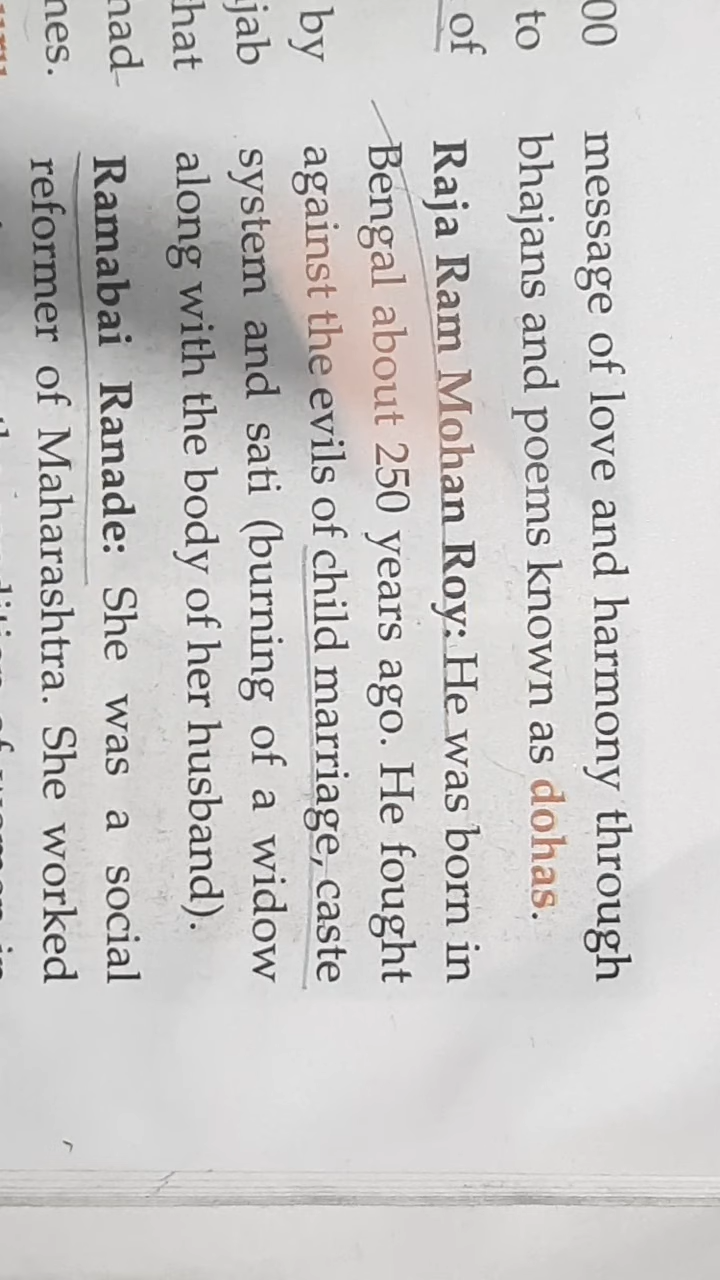 00
to
of
by
jab
that
nad-
nes.
message of love and harmony through
bhajans and poems known as dohas.
Raja Ram Mohan Roy: He was born in
Bengal about 250 years ago. He fought
against the evils of child marriage, caste
system and sati (burning of a widow
along with the body of her husband).
Ramabai Ranade: She was a social
reformer of Maharashtra. She worked